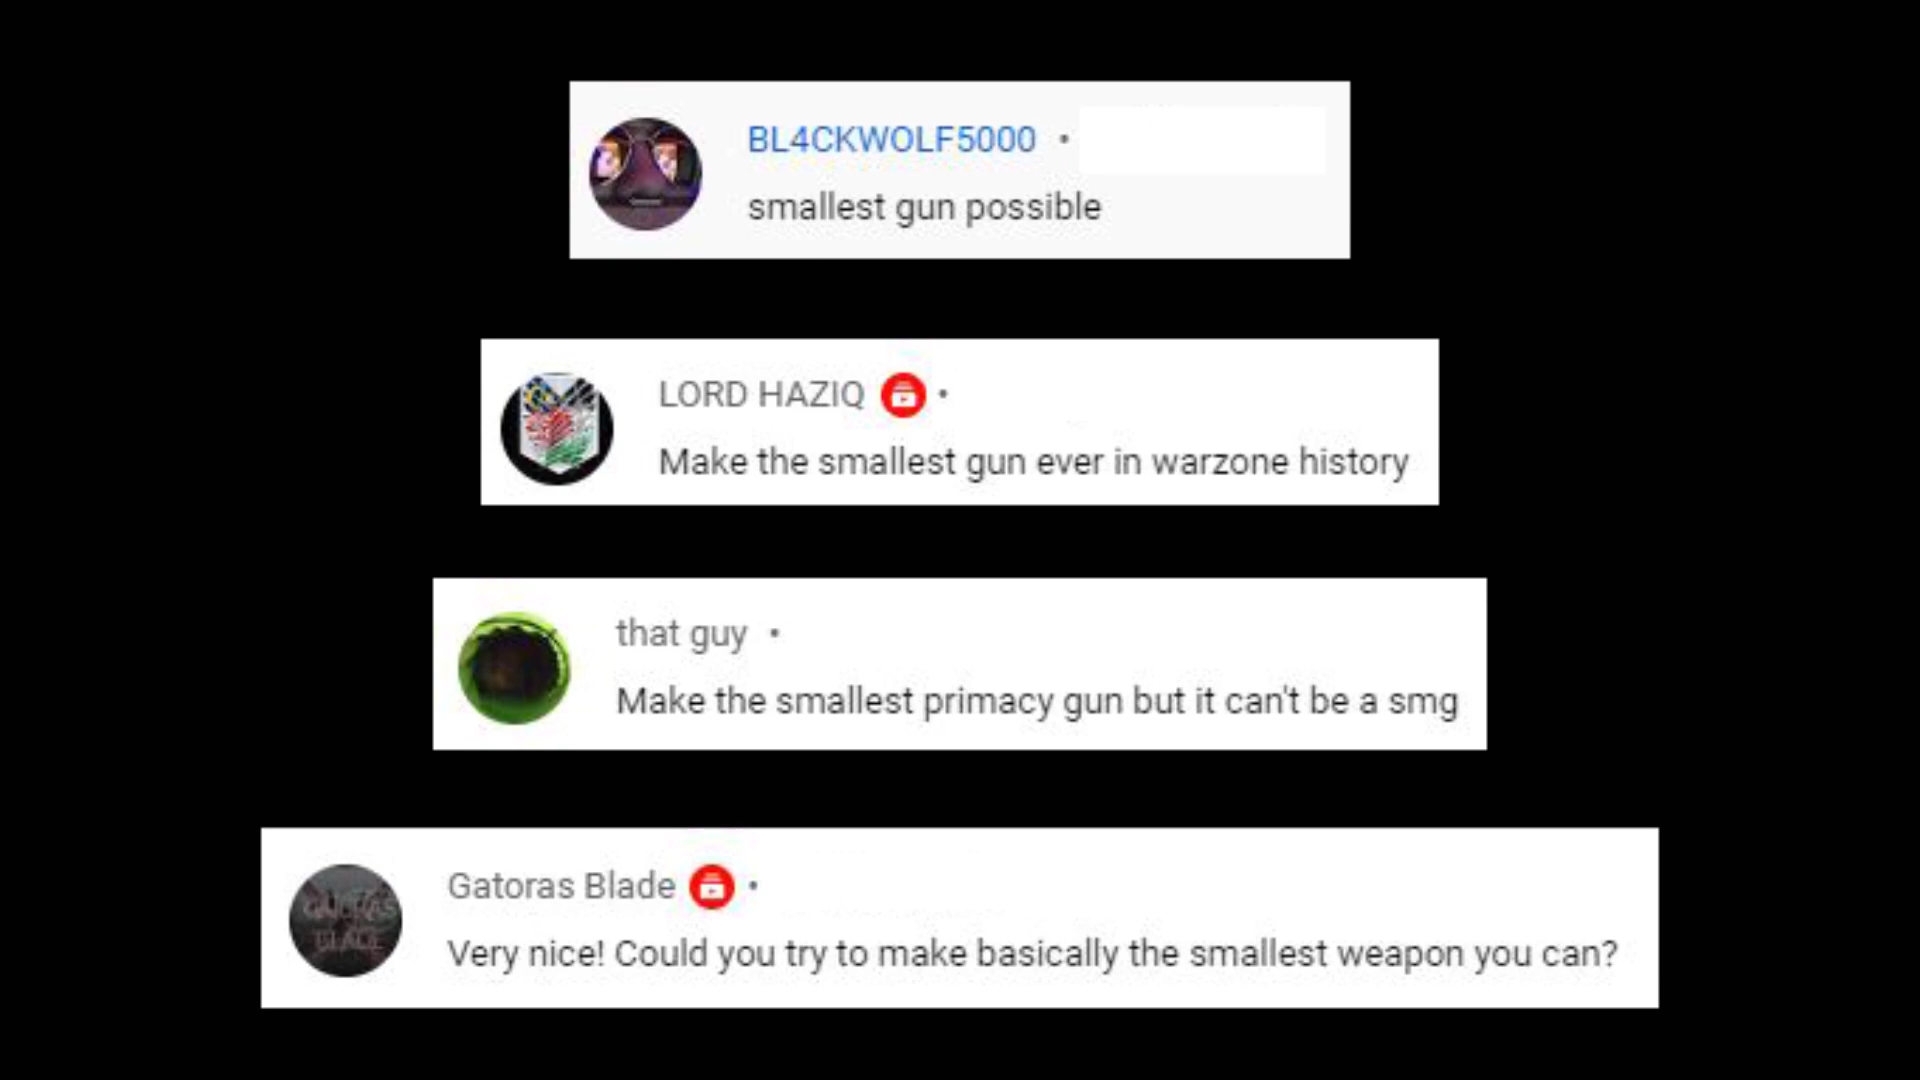 BL4CKWOLF5000 •
smallest gun possible
LORD HAZIQ •
Make the smallest gun ever in warzone history
that guy •
Make the smallest primacy gun but it can't be a smg
Gatoras Blade •
Very nice! Could you try to make basically the smallest weapon you can?